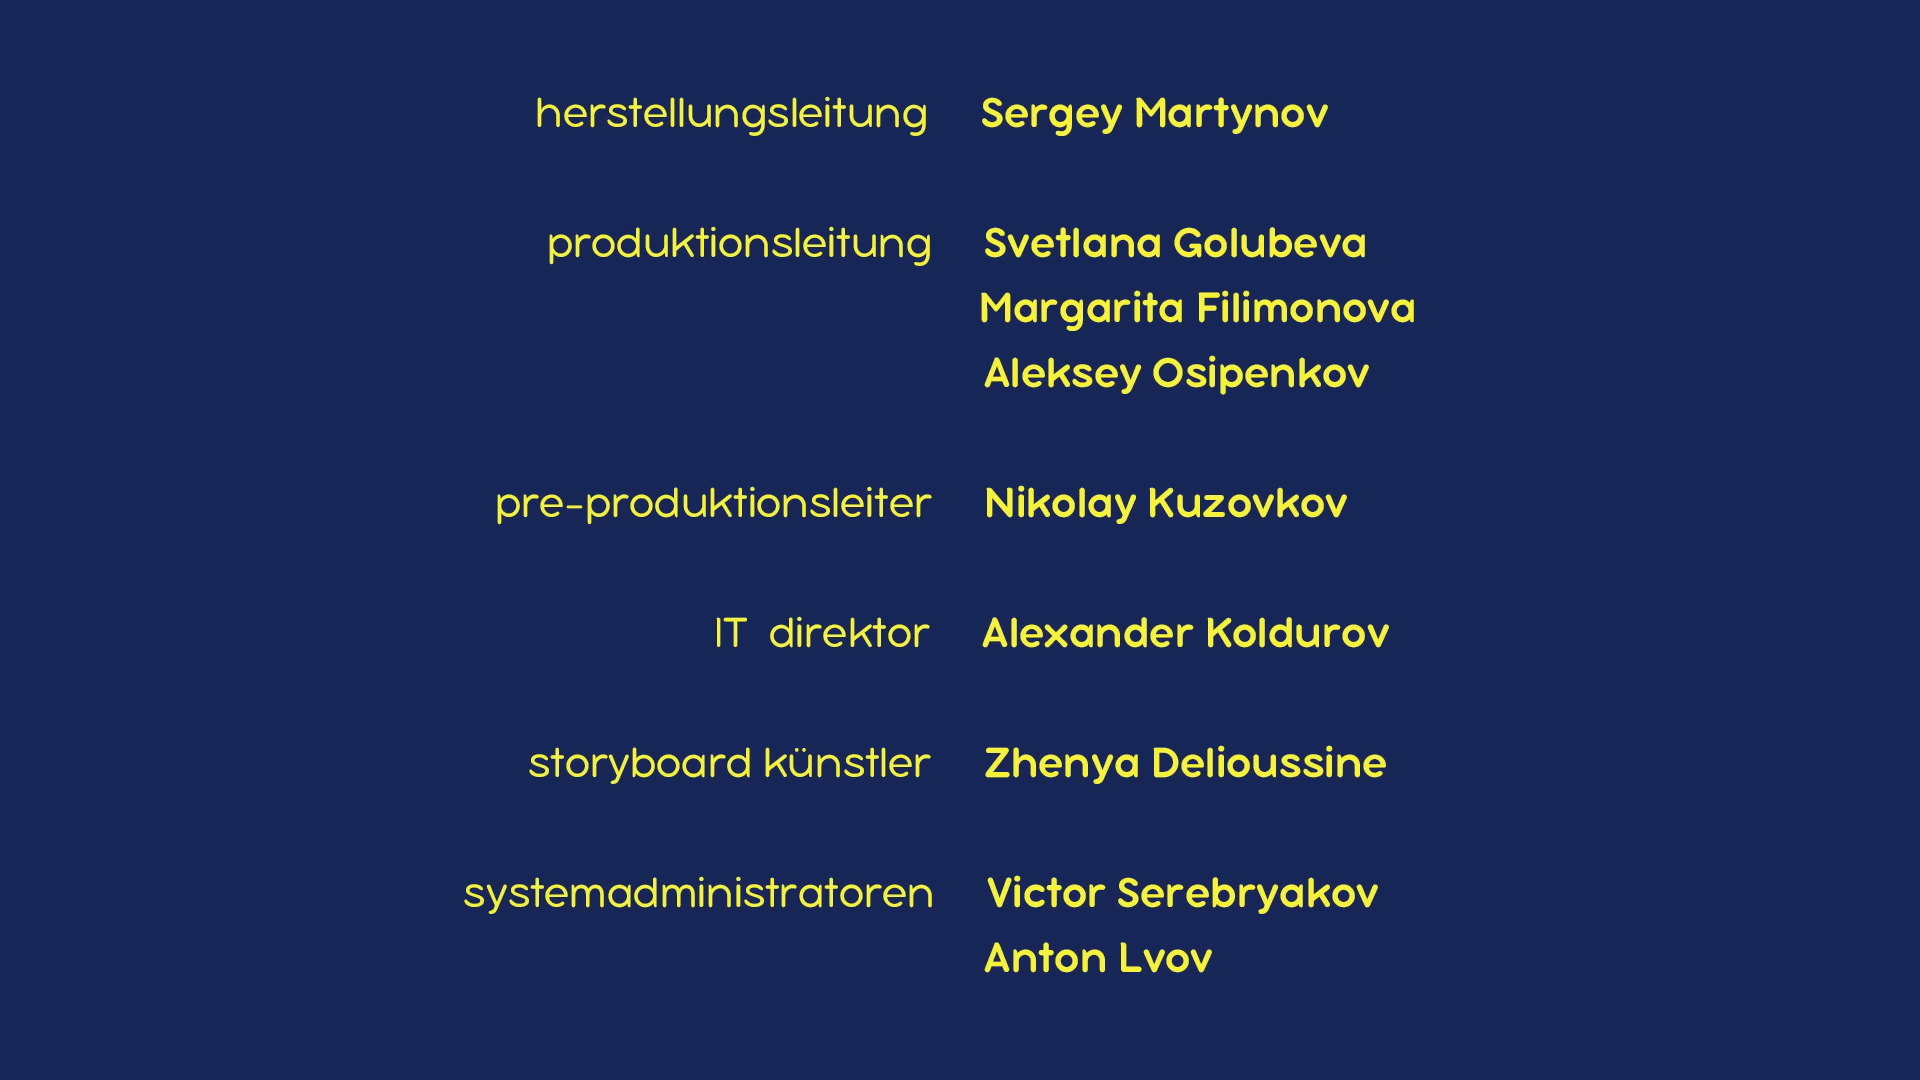 herstellungsleitung Sergey Martynov
produktionsleitung Svetlana Golubeva
Margarita Filimonova
Aleksey Osipenkov
pre-produktionsleiter Nikolay Kuzovkov
IT direktor Alexander Koldurov
storyboard künstler Zhenya Delioussine
systemadministratoren Victor Serebryakov
Anton Lvov